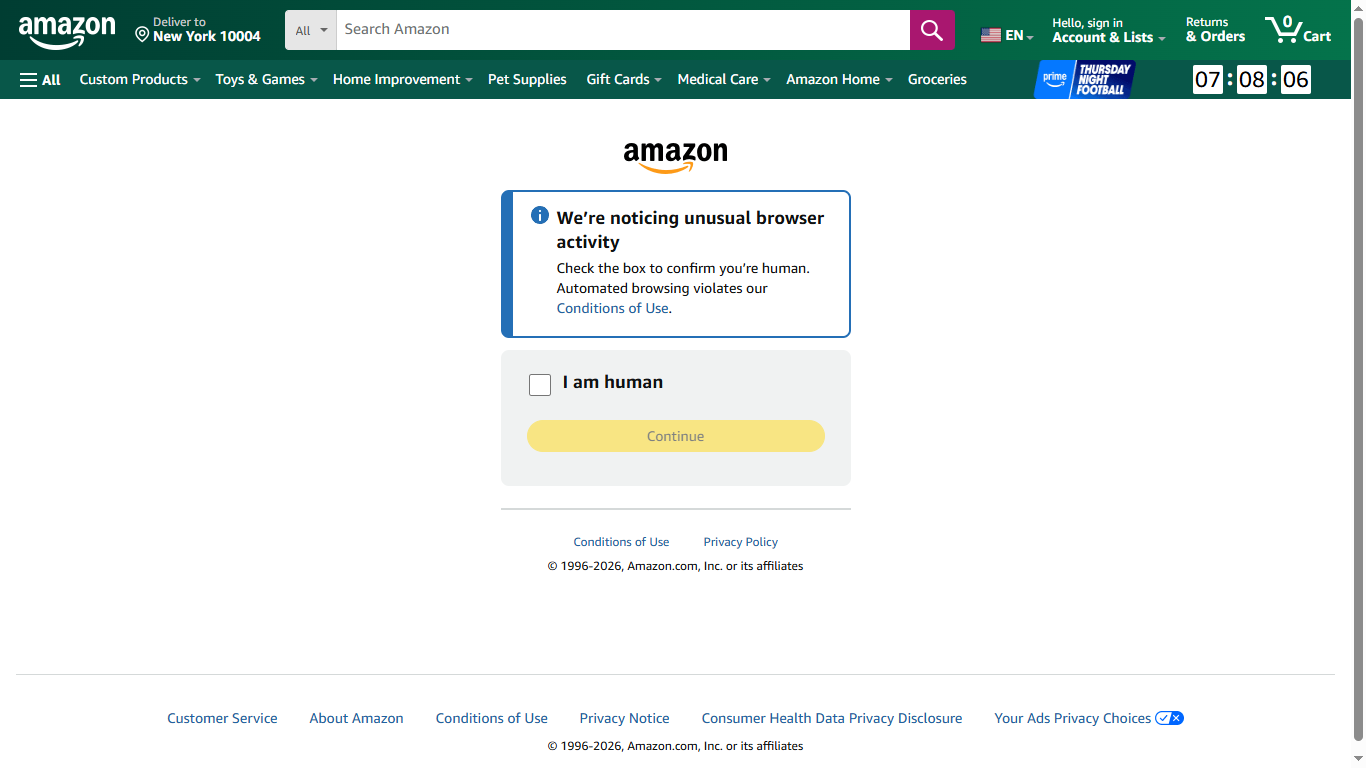 amazon
Deliver to
New York 10004
All
Search Amazon
EN
Hello, sign in
Account & Lists
Returns
& Orders
0
Cart
All
Custom Products
Toys & Games
Home Improvement
Pet Supplies
Gift Cards
Medical Care
Amazon Home
Groceries
prime
THURSDAY
NIGHT
FOOTBALL
07 : 08 : 06
amazon
We’re noticing unusual browser
activity
Check the box to confirm you’re human.
Automated browsing violates our
Conditions of Use.
I am human
Continue
Conditions of Use
Privacy Policy
© 1996-2026, Amazon.com, Inc. or its affiliates
Customer Service
About Amazon
Conditions of Use
Privacy Notice
Consumer Health Data Privacy Disclosure
Your Ads Privacy Choices
© 1996-2026, Amazon.com, Inc. or its affiliates